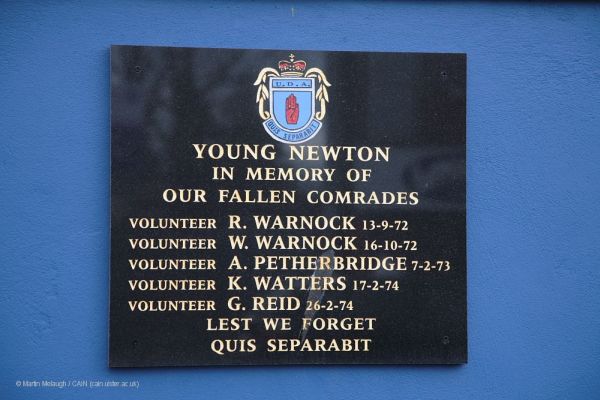 U.D.A.
QUIS SEPARABIT
YOUNG NEWTON
IN MEMORY OF
OUR FALLEN COMRADES
VOLUNTEER R. WARNOCK 13-9-72
VOLUNTEER W. WARNOCK 16-10-72
VOLUNTEER A. PETHERBRIDGE 7-2-73
VOLUNTEER K. WATTERS 17-2-74
VOLUNTEER G. REID 26-2-74
LEST WE FORGET
QUIS SEPARABIT
© Martin Melaugh / CAIN (cain.ulster.ac.uk)